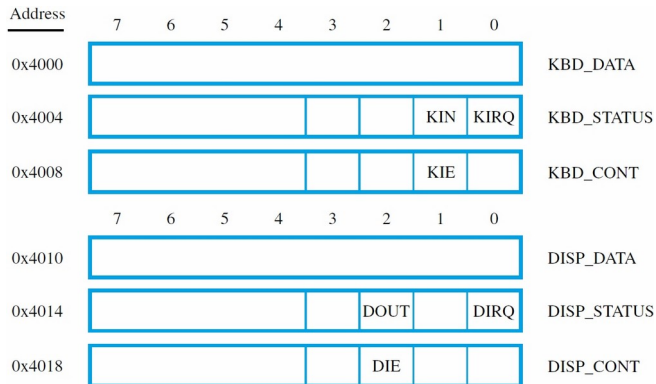 Address
7 6 5 4 3 2 1 0
0x4000 KBD_DATA
0x4004 KIN KIRQ KBD_STATUS
0x4008 KIE KBD_CONT
7 6 5 4 3 2 1 0
0x4010 DISP_DATA
0x4014 DOUT DIRQ DISP_STATUS
0x4018 DIE DISP_CONT